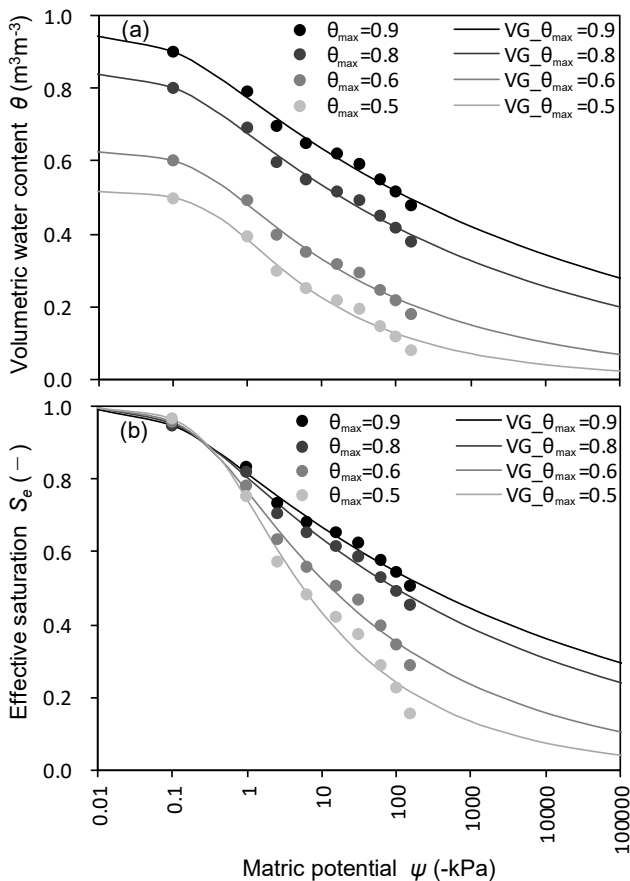 (a)
θmax=0.9 VG_θmax=0.9
θmax=0.8 VG_θmax=0.8
θmax=0.6 VG_θmax=0.6
θmax=0.5 VG_θmax=0.5
Volumetric water content θ (m³m⁻³)
1.0
0.8
0.6
0.4
0.2
0.0
(b)
θmax=0.9 VG_θmax=0.9
θmax=0.8 VG_θmax=0.8
θmax=0.6 VG_θmax=0.6
θmax=0.5 VG_θmax=0.5
Effective saturation Se (−)
1.0
0.8
0.6
0.4
0.2
0.0
0.01 0.1 1 10 100 1000 10000 100000
Matric potential ψ (-kPa)